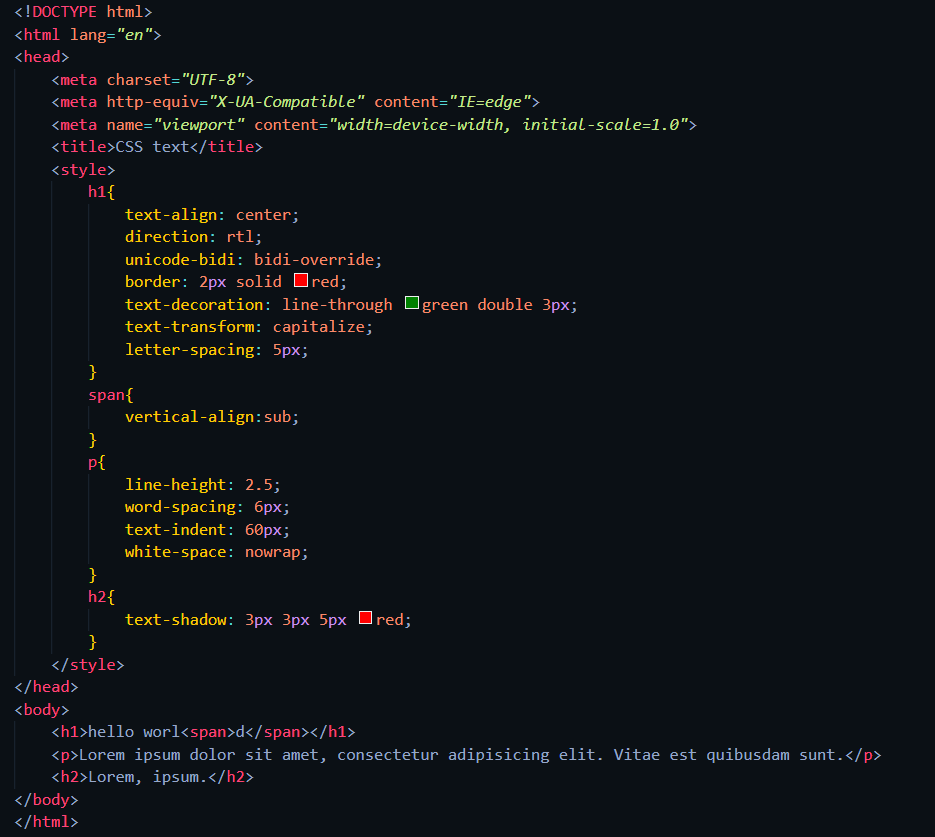 <!DOCTYPE html>
<html lang="en">
<head>
    <meta charset="UTF-8">
    <meta http-equiv="X-UA-Compatible" content="IE=edge">
    <meta name="viewport" content="width=device-width, initial-scale=1.0">
    <title>CSS text</title>
    <style>
        h1{
            text-align: center;
            direction: rtl;
            unicode-bidi: bidi-override;
            border: 2px solid red;
            text-decoration: line-through green double 3px;
            text-transform: capitalize;
            letter-spacing: 5px;
        }
        span{
            vertical-align:sub;
        }
        p{
            line-height: 2.5;
            word-spacing: 6px;
            text-indent: 60px;
            white-space: nowrap;
        }
        h2{
            text-shadow: 3px 3px 5px red;
        }
    </style>
</head>
<body>
    <h1>hello worl<span>d</span></h1>
    <p>Lorem ipsum dolor sit amet, consectetur adipisicing elit. Vitae est quibusdam sunt.</p>
    <h2>Lorem, ipsum.</h2>
</body>
</html>